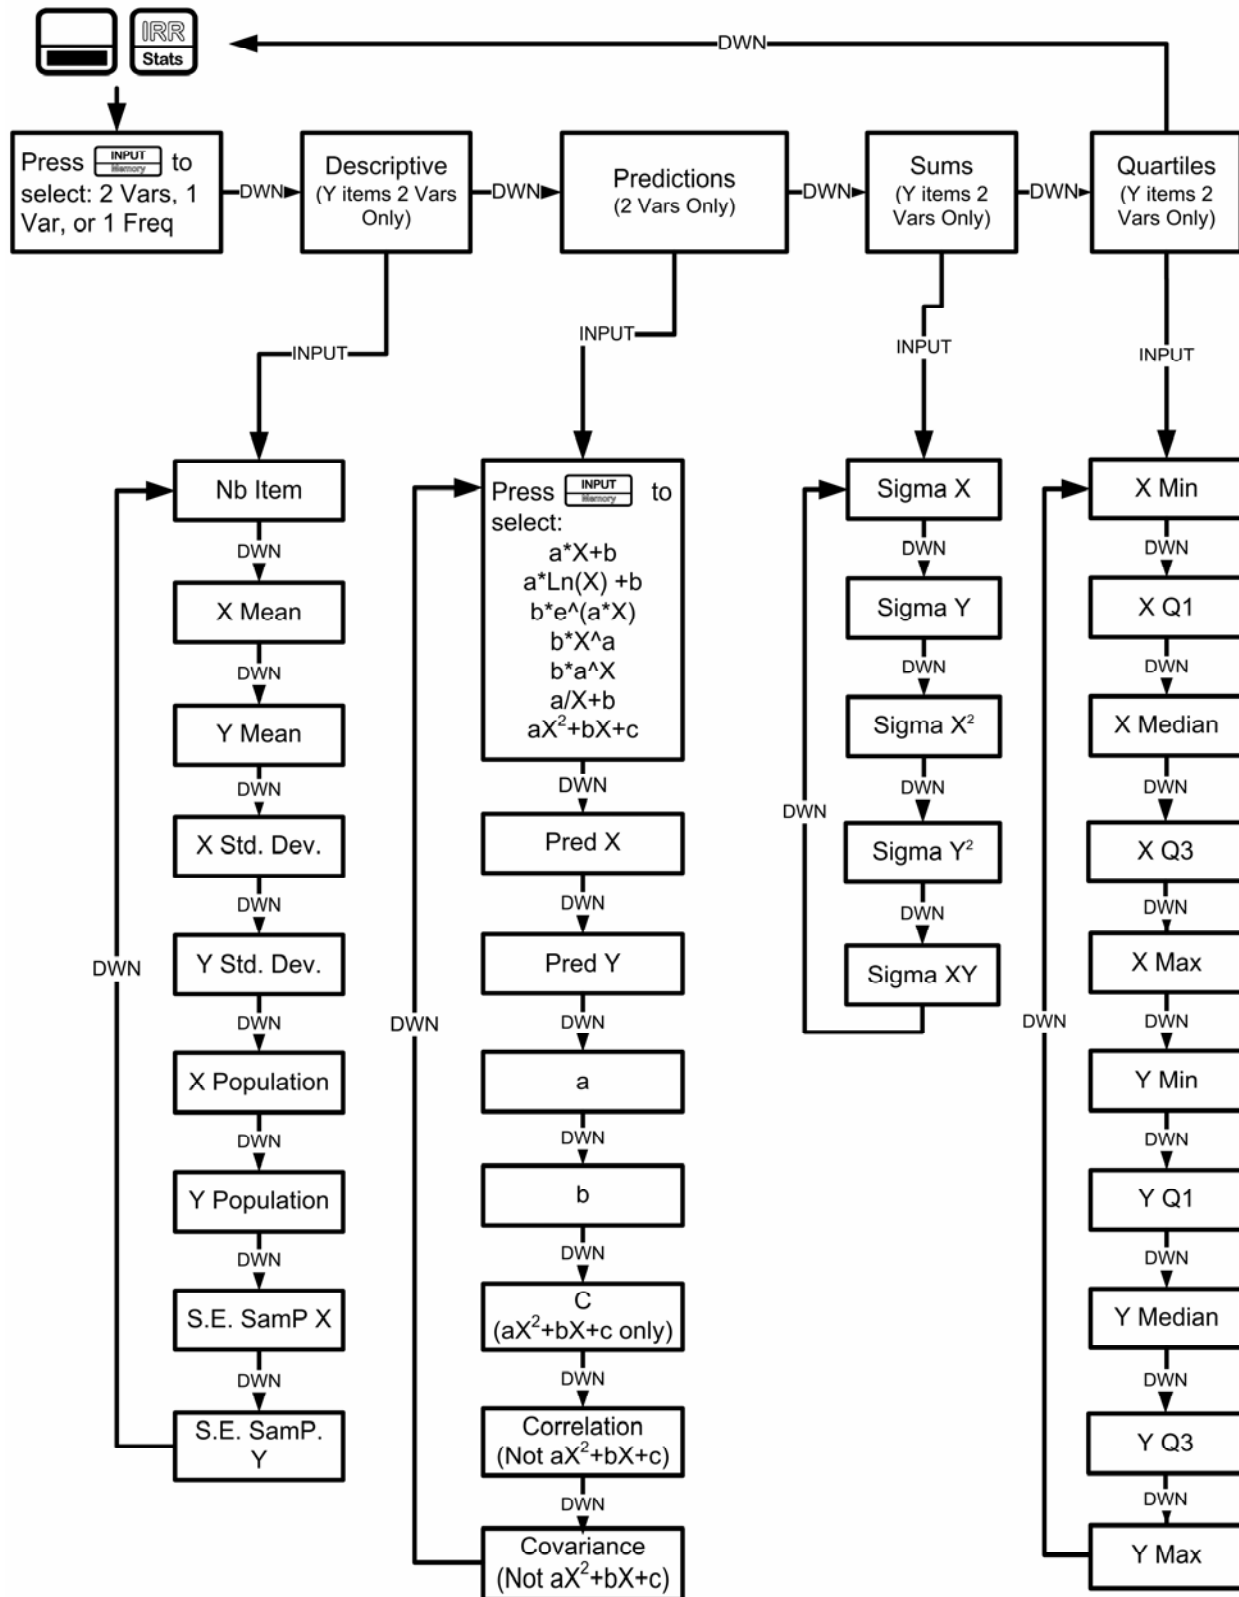 IRR
Stats
DWN
Press INPUT Memory to
select: 2 Vars, 1
Var, or 1 Freq
DWN
Descriptive
(Y items 2 Vars
Only)
DWN
Predictions
(2 Vars Only)
DWN
Sums
(Y items 2
Vars Only)
DWN
Quartiles
(Y items 2
Vars Only)
INPUT
Nb Item
DWN
X Mean
DWN
Y Mean
DWN
X Std. Dev.
DWN
Y Std. Dev.
DWN
X Population
DWN
Y Population
DWN
S.E. SamP X
DWN
S.E. SamP.
Y
DWN
INPUT
Press INPUT Memory to
select:
a*X+b
a*Ln(X) +b
b*e^(a*X)
b*X^a
b*a^X
a/X+b
aX²+bX+c
DWN
Pred X
DWN
Pred Y
DWN
a
DWN
b
DWN
C
(aX²+bX+c only)
DWN
Correlation
(Not aX²+bX+c)
DWN
Covariance
(Not aX²+bX+c)
DWN
INPUT
Sigma X
DWN
Sigma Y
DWN
Sigma X²
DWN
Sigma Y²
DWN
Sigma XY
DWN
INPUT
X Min
DWN
X Q1
DWN
X Median
DWN
X Q3
DWN
X Max
DWN
Y Min
DWN
Y Q1
DWN
Y Median
DWN
Y Q3
DWN
Y Max
DWN